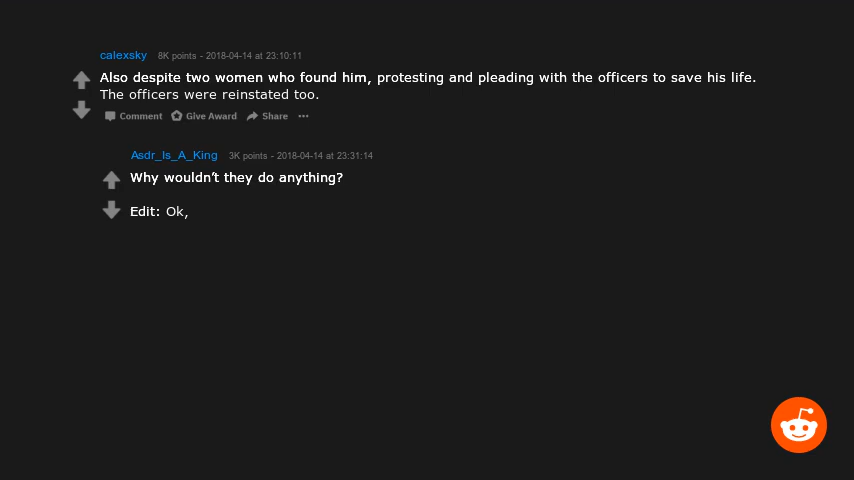 calexsky 8K points - 2018-04-14 at 23:10:11
Also despite two women who found him, protesting and pleading with the officers to save his life.
The officers were reinstated too.
Comment Give Award Share ...
Asdr_Is_A_King 3K points - 2018-04-14 at 23:31:14
Why wouldn't they do anything?
Edit: Ok,